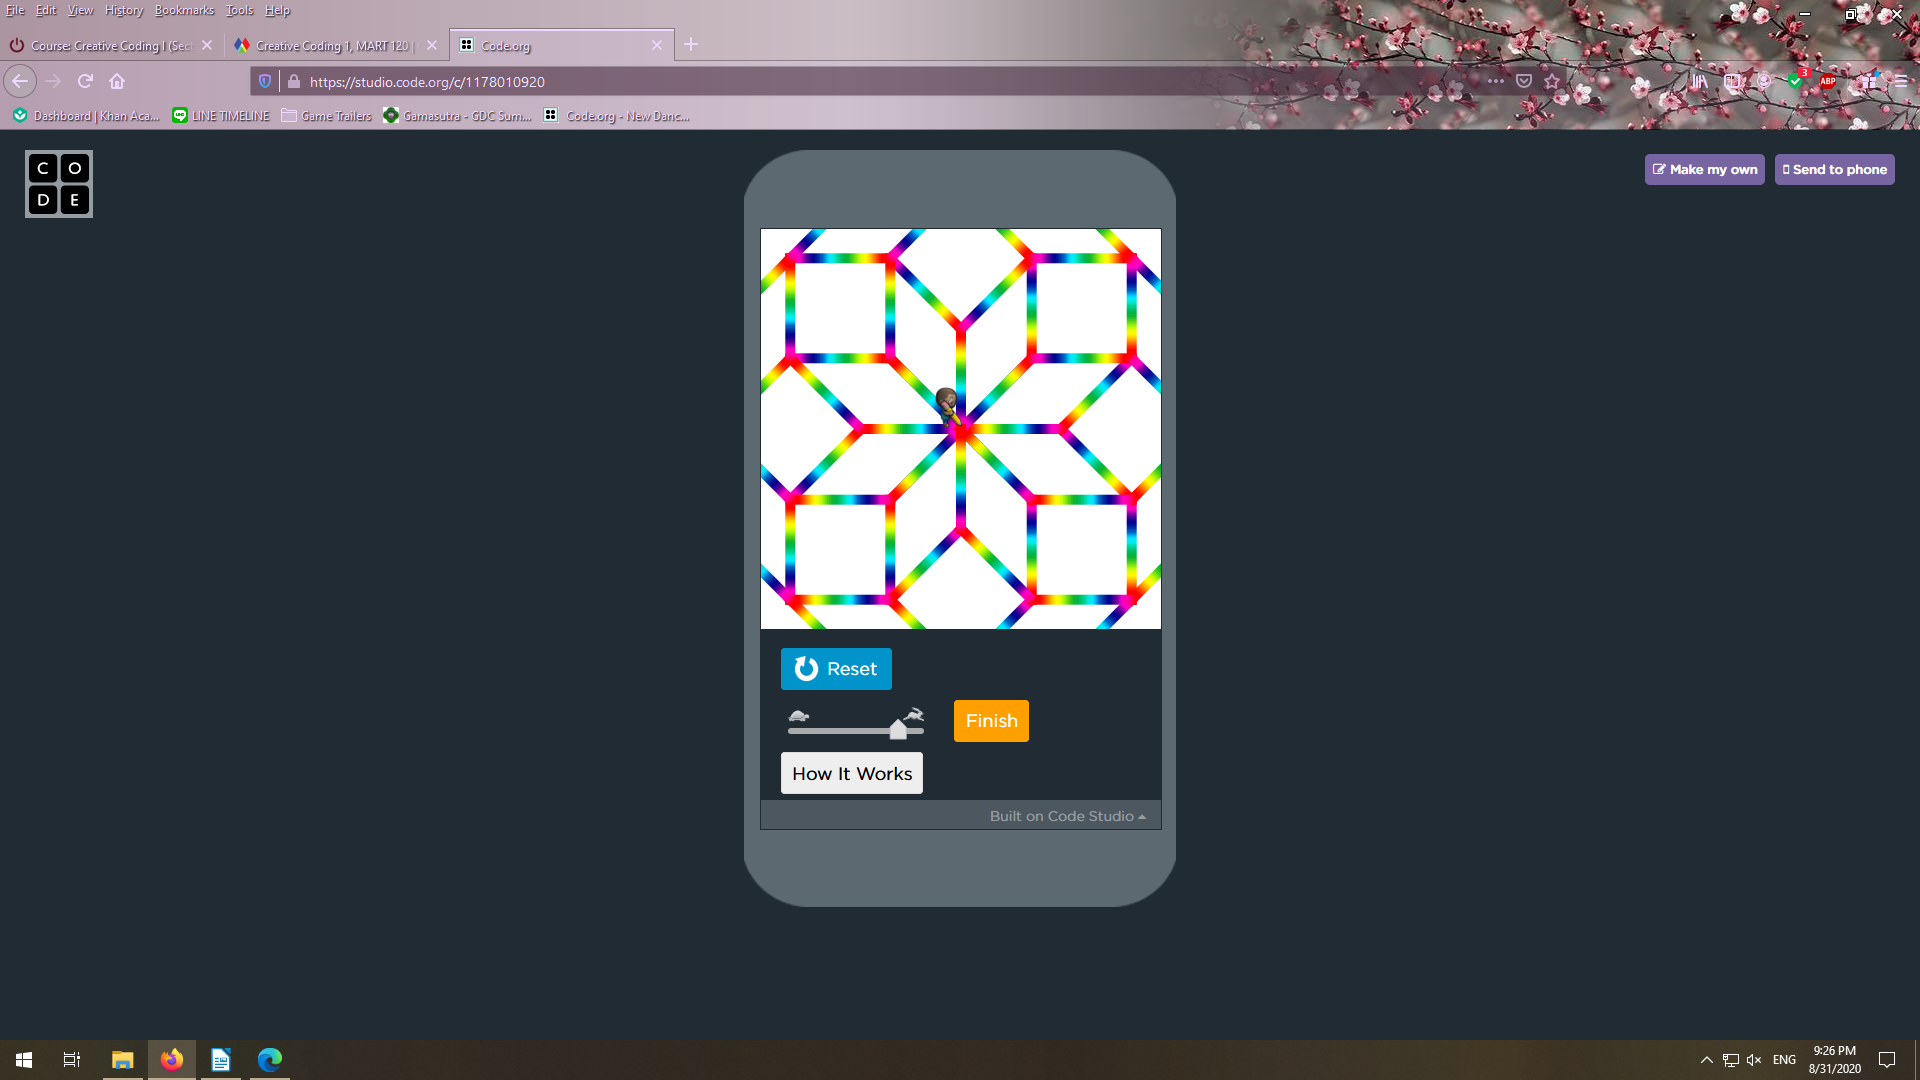 File Edit View History Bookmarks Tools Help
Course: Creative Coding I (Sect
Creative Coding 1, MART 120 |
Code.org
https://studio.code.org/c/1178010920
3
ABP
Dashboard | Khan Aca...
LINE TIMELINE
Game Trailers
Gamasutra - GDC Sum...
Code.org - New Danc...
C O
D E
Make my own
Send to phone
Reset
Finish
How It Works
Built on Code Studio
ENG
9:26 PM
8/31/2020